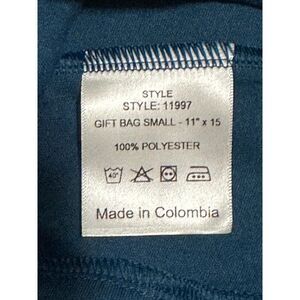 STYLE
STYLE: 11997
GIFT BAG SMALL - 11" x 15
100% POLYESTER
40°
Made in Colombia